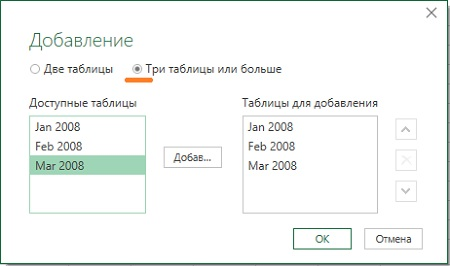 Добавление
Две таблицы
Три таблицы или больше
Доступные таблицы
Jan 2008
Feb 2008
Mar 2008
Добав...
Таблицы для добавления
Jan 2008
Feb 2008
Mar 2008
ОК
Отмена